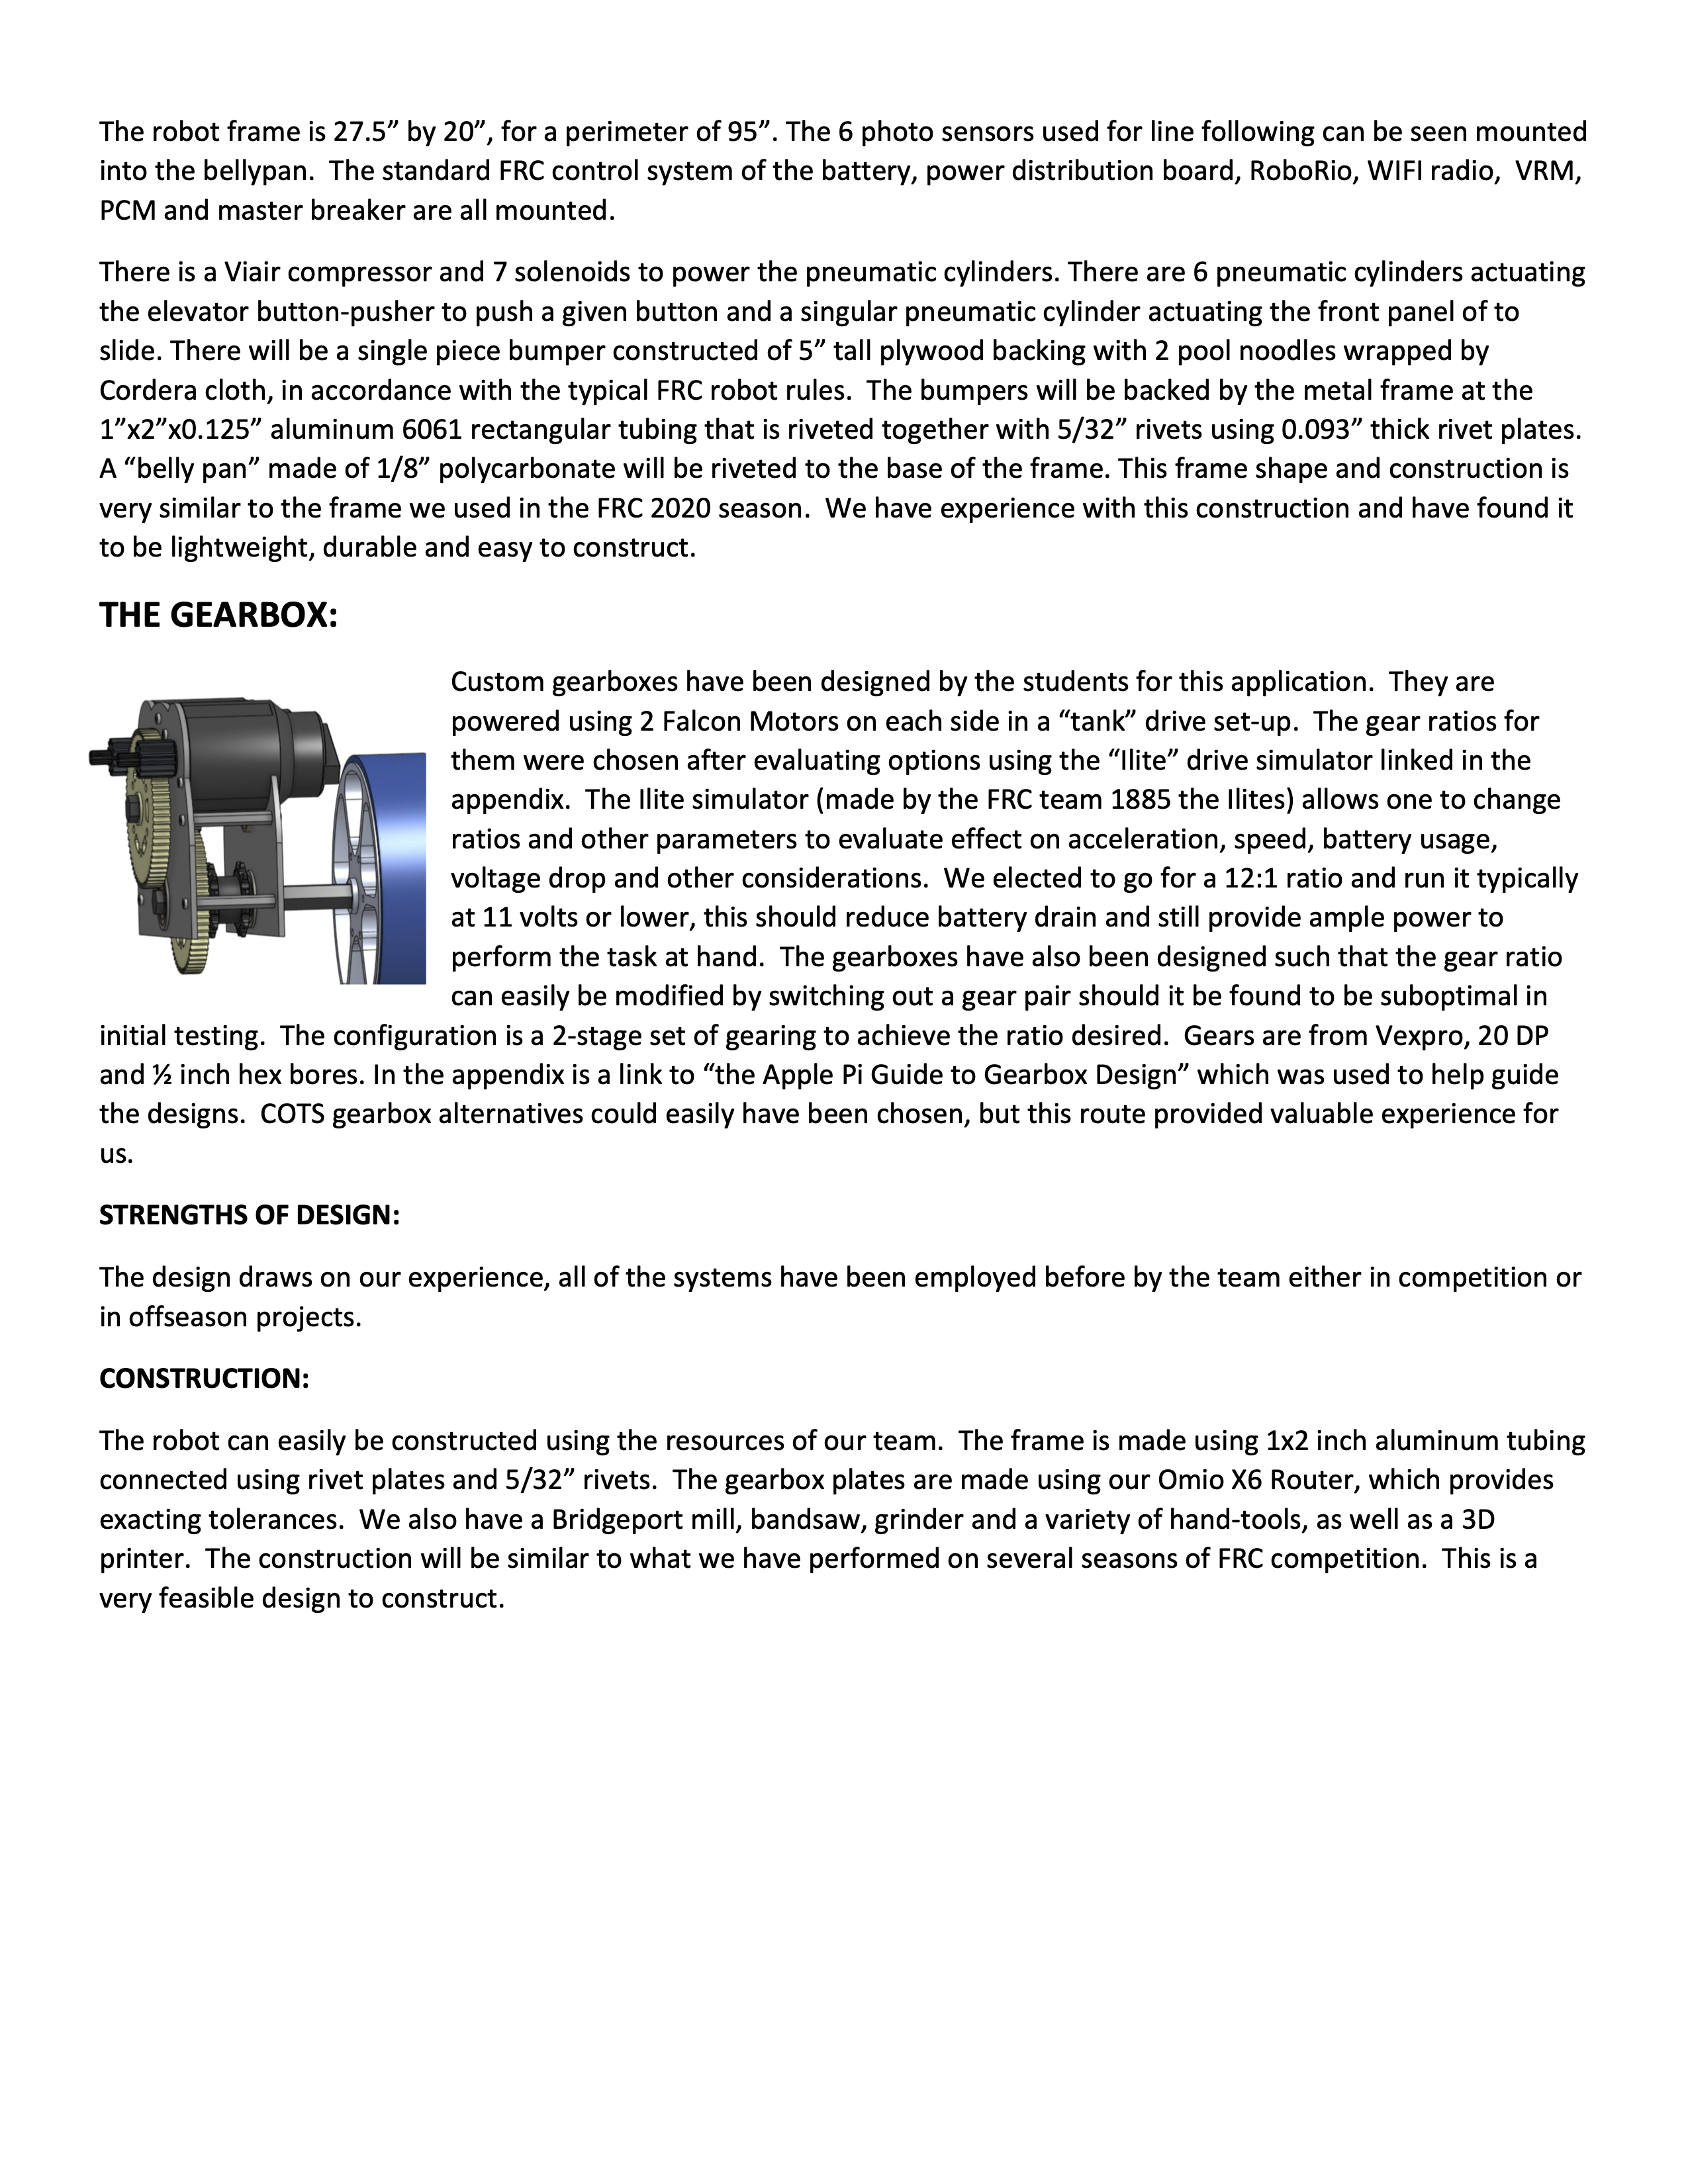 The robot frame is 27.5” by 20”, for a perimeter of 95”. The 6 photo sensors used for line following can be seen mounted
into the bellypan.  The standard FRC control system of the battery, power distribution board, RoboRio, WIFI radio,  VRM,
PCM and master breaker are all mounted.
There is a Viair compressor and 7 solenoids to power the pneumatic cylinders. There are 6 pneumatic cylinders actuating
the elevator button-pusher to push a given button and a singular pneumatic cylinder actuating the front panel of to
slide. There will be a single piece bumper constructed of 5” tall plywood backing with 2 pool noodles wrapped by
Cordera cloth, in accordance with the typical FRC robot rules.  The bumpers will be backed by the metal frame at the
1”x2”x0.125” aluminum 6061 rectangular tubing that is riveted together with 5/32” rivets using 0.093” thick rivet plates.
A “belly pan” made of 1/8” polycarbonate will be riveted to the base of the frame. This frame shape and construction is
very similar to the frame we used in the FRC 2020 season.  We have experience with this construction and have found it
to be lightweight, durable and easy to construct.
THE GEARBOX:
Custom gearboxes have been designed by the students for this application.  They are
powered using 2 Falcon Motors on each side in a “tank” drive set-up.  The gear ratios for
them were chosen after evaluating options using the “Ilite” drive simulator linked in the
appendix.  The Ilite simulator (made by the FRC team 1885 the Ilites) allows one to change
ratios and other parameters to evaluate effect on acceleration, speed, battery usage,
voltage drop and other considerations.  We elected to go for a 12:1 ratio and run it typically
at 11 volts or lower, this should reduce battery drain and still provide ample power to
perform the task at hand.  The gearboxes have also been designed such that the gear ratio
can easily be modified by switching out a gear pair should it be found to be suboptimal in
initial testing.  The configuration is a 2-stage set of gearing to achieve the ratio desired.  Gears are from Vexpro, 20 DP
and ½ inch hex bores. In the appendix is a link to “the Apple Pi Guide to Gearbox Design” which was used to help guide
the designs.  COTS gearbox alternatives could easily have been chosen, but this route provided valuable experience for
us.
STRENGTHS OF DESIGN:
The design draws on our experience, all of the systems have been employed before by the team either in competition or
in offseason projects.
CONSTRUCTION:
The robot can easily be constructed using the resources of our team.  The frame is made using 1x2 inch aluminum tubing
connected using rivet plates and 5/32” rivets.  The gearbox plates are made using our Omio X6 Router, which provides
exacting tolerances.  We also have a Bridgeport mill, bandsaw, grinder and a variety of hand-tools, as well as a 3D
printer.  The construction will be similar to what we have performed on several seasons of FRC competition.  This is a
very feasible design to construct.